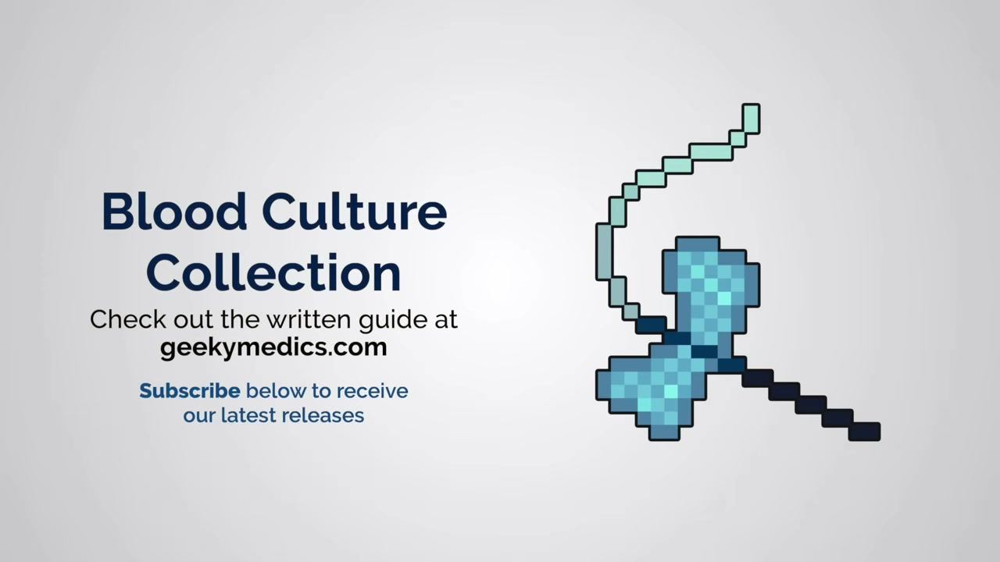 Blood Culture
Collection
Check out the written guide at
geekymedics.com
Subscribe below to receive
our latest releases